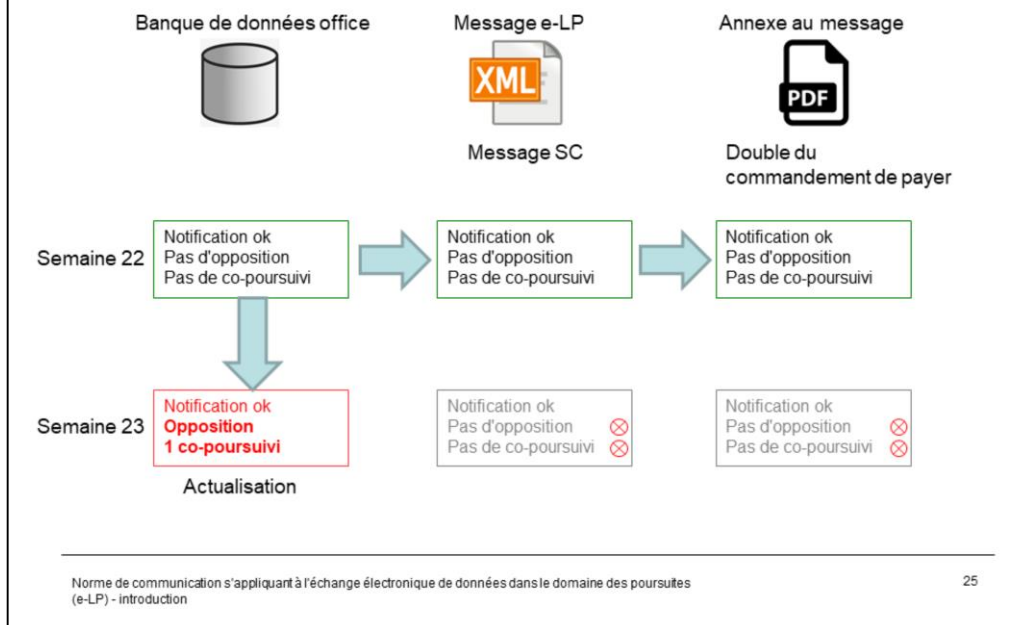 Banque de données office
Message e-LP
Annexe au message
XML
PDF
Message SC
Double du
commandement de payer
Semaine 22
Notification ok
Pas d'opposition
Pas de co-poursuivi
Notification ok
Pas d'opposition
Pas de co-poursuivi
Notification ok
Pas d'opposition
Pas de co-poursuivi
Semaine 23
Notification ok
Opposition
1 co-poursuivi
Notification ok
Pas d'opposition
Pas de co-poursuivi
Notification ok
Pas d'opposition
Pas de co-poursuivi
Actualisation
Norme de communication s'appliquant à l'échange électronique de données dans le domaine des poursuites
(e-LP) - introduction
25